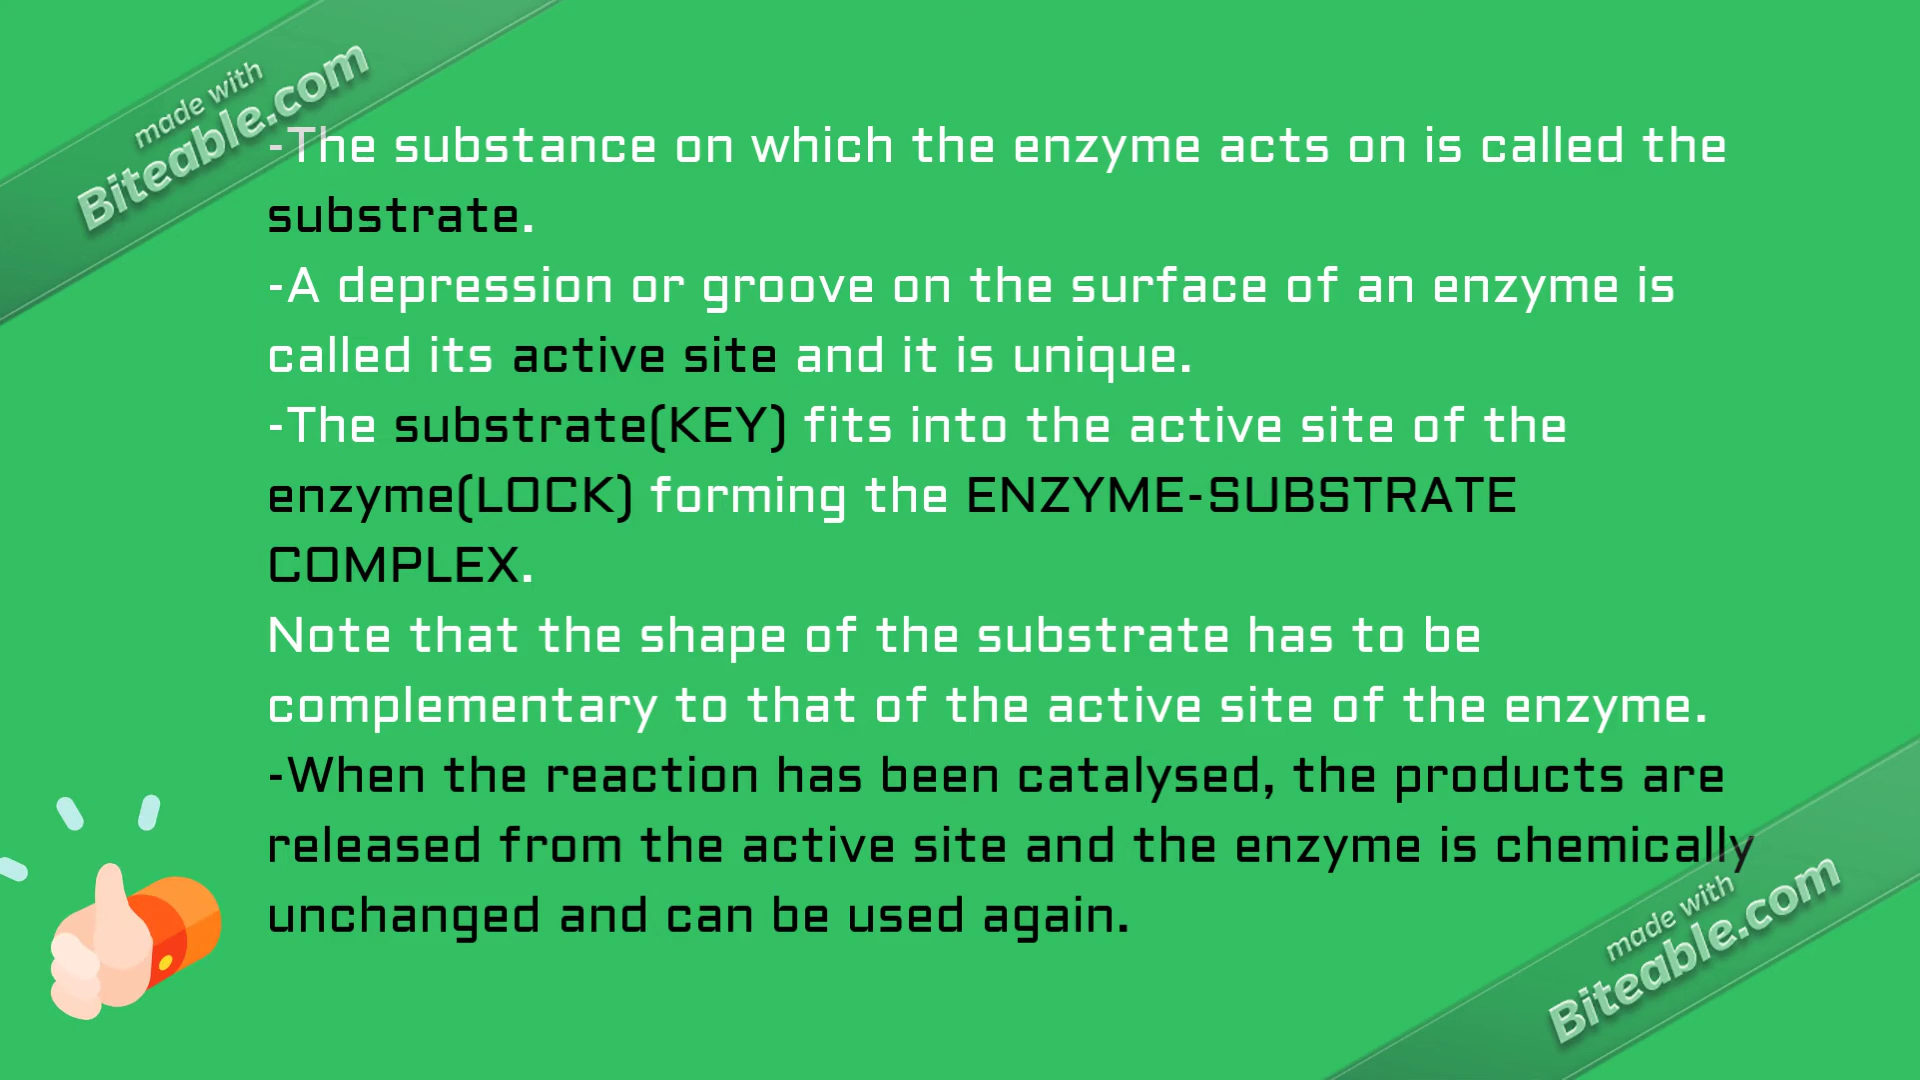 made with
Biteable.com
-The substance on which the enzyme acts on is called the
substrate.
-A depression or groove on the surface of an enzyme is
called its active site and it is unique.
-The substrate(KEY) fits into the active site of the
enzyme(LOCK) forming the ENZYME-SUBSTRATE
COMPLEX.
Note that the shape of the substrate has to be
complementary to that of the active site of the enzyme.
-When the reaction has been catalysed, the products are
released from the active site and the enzyme is chemically
unchanged and can be used again.
made with
Biteable.com